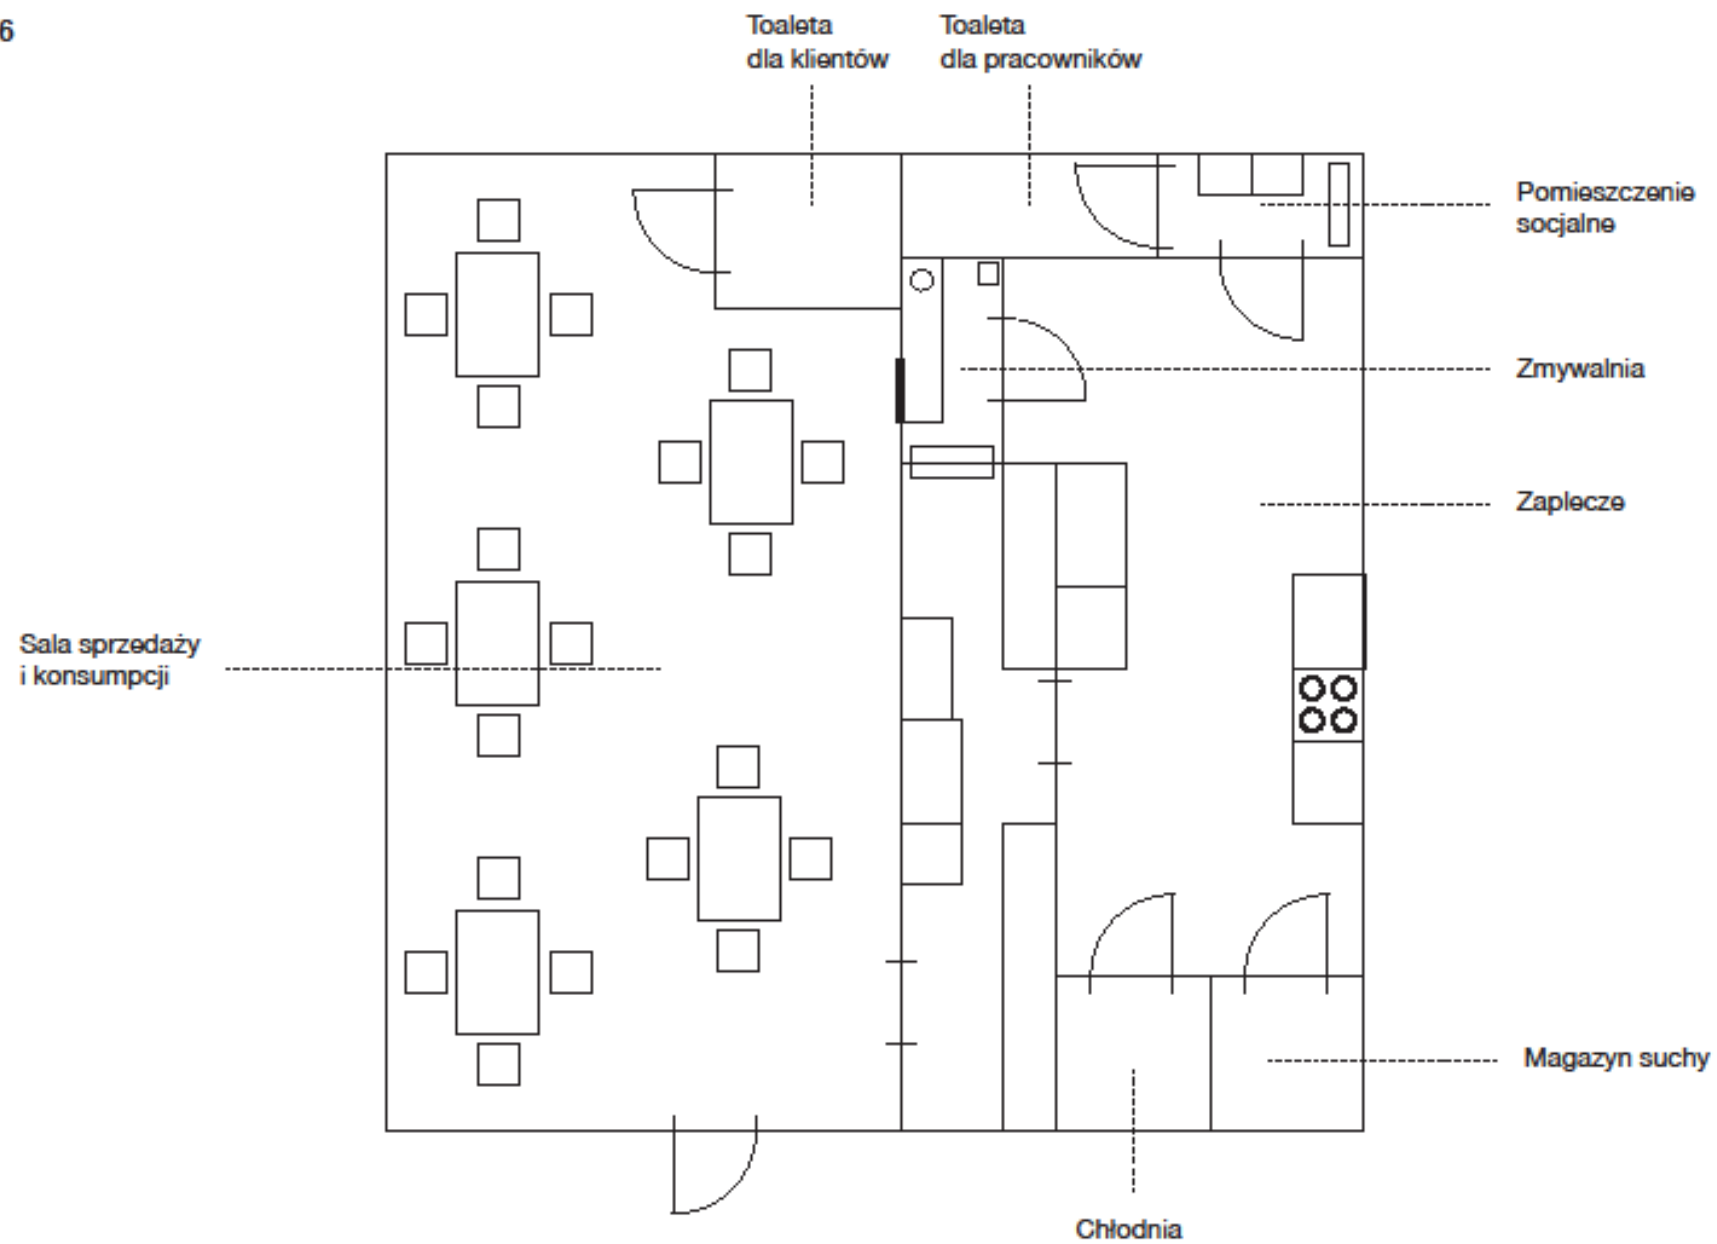 6
Toaleta
dla klientów
Toaleta
dla pracowników
Pomieszczenie
socjalne
Zmywalnia
Zaplecze
Sala sprzedaży
i konsumpcji
Magazyn suchy
Chłodnia